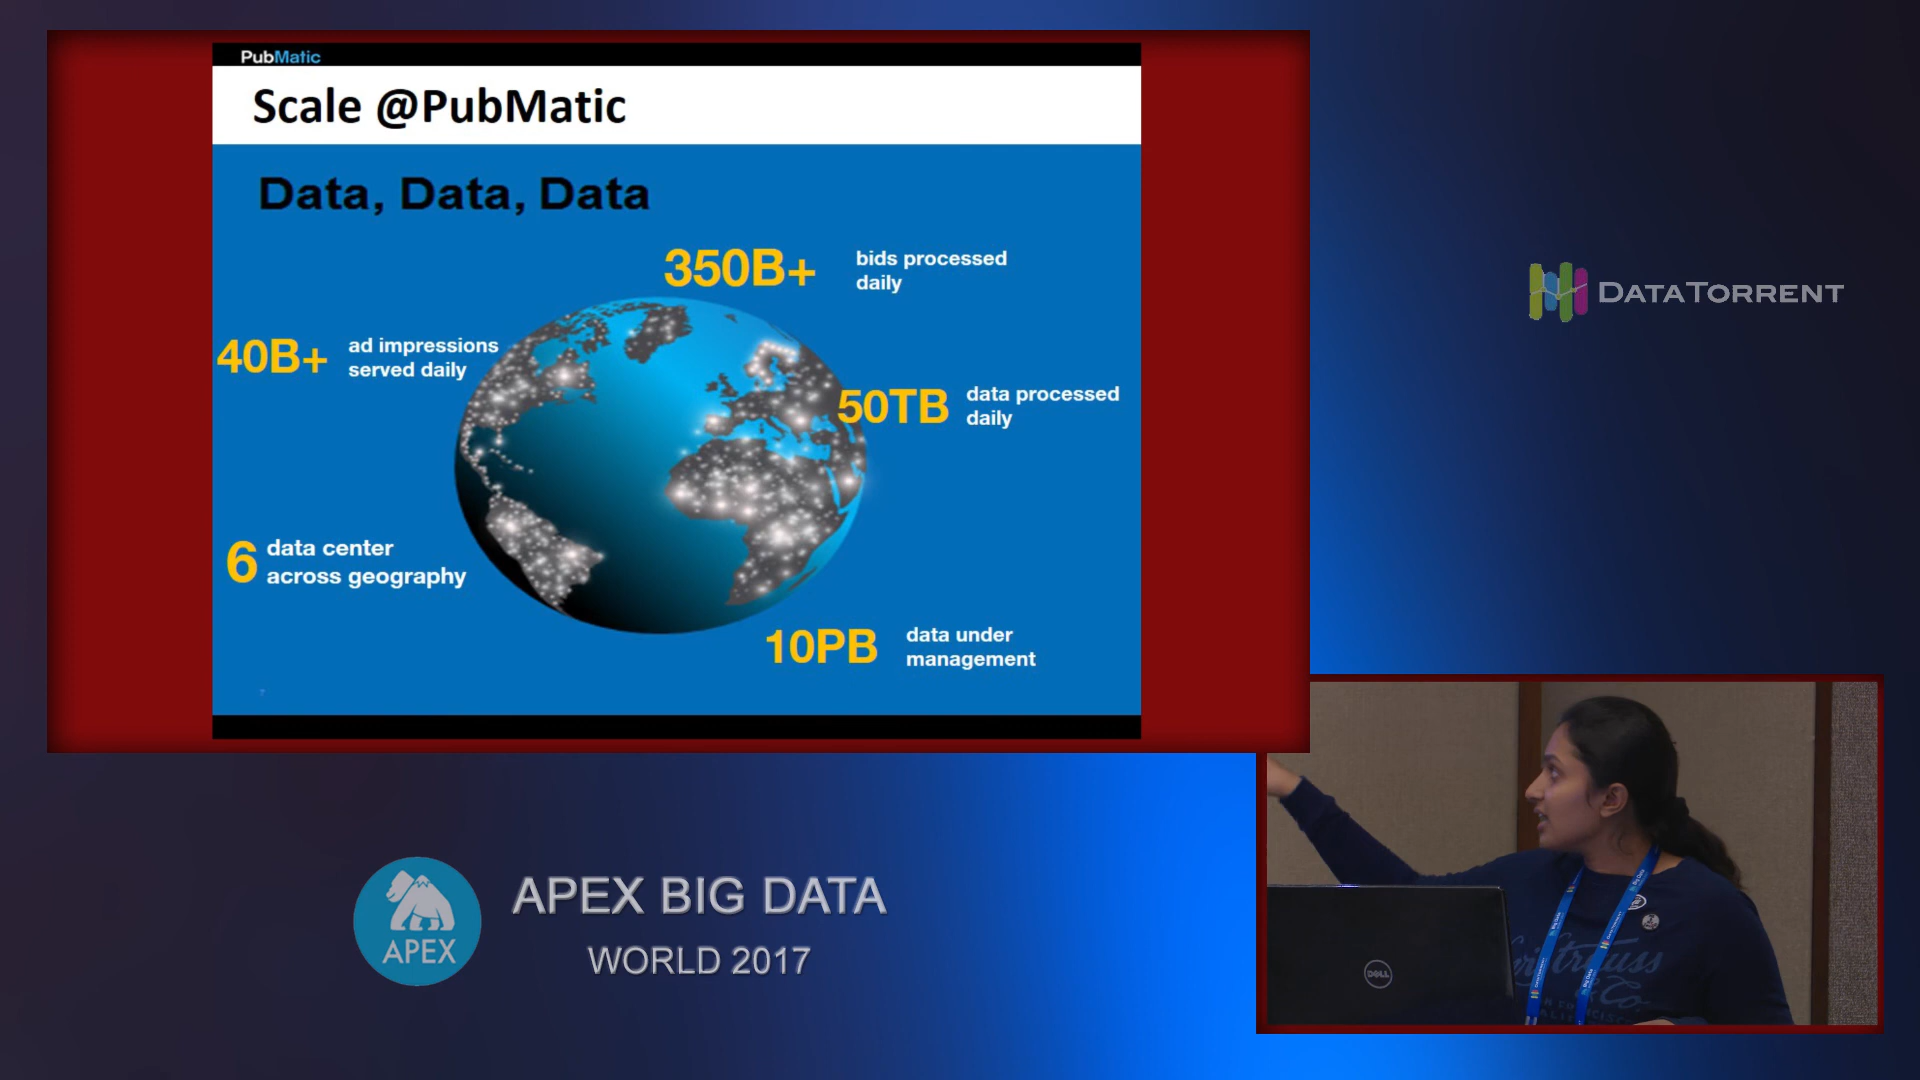 PubMatic
Scale @PubMatic
Data, Data, Data
350B+
bids processed
daily
40B+
ad impressions
served daily
50TB
data processed
daily
6
data center
across geography
10PB
data under
management
DATATORRENT
APEX
APEX BIG DATA
WORLD 2017
DELL